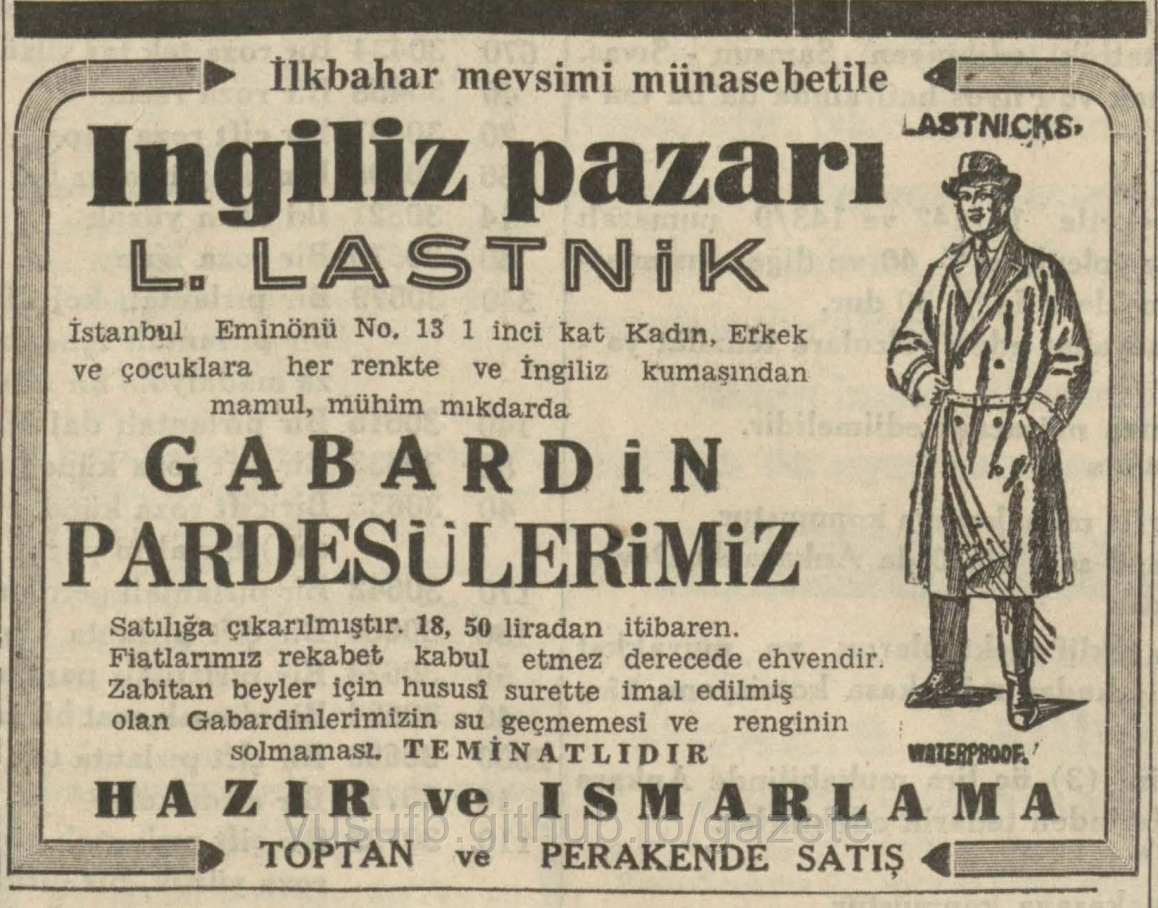 İlkbahar mevsimi münasebetile
Ingiliz pazarı
L. LASTNiK
LASTNICKS.
İstanbul Eminönü No. 13 1 inci kat Kadın, Erkek
ve çocuklara her renkte ve İngiliz kumaşından
mamul, mühim mıkdarda
GABARDiN
PARDESÜLERiMiZ
Satılığa çıkarılmıştır. 18, 50 liradan itibaren.
Fiatlarımız rekabet kabul etmez derecede ehvendir.
Zabitan beyler için hususî surette imal edilmiş
olan Gabardinlerimizin su geçmemesi ve renginin
solmaması. TEMİNATLIDIR
WATERPROOF.
HAZIR ve ISMARLAMA
yusufb.github.io/gazete
TOPTAN ve PERAKENDE SATIŞ